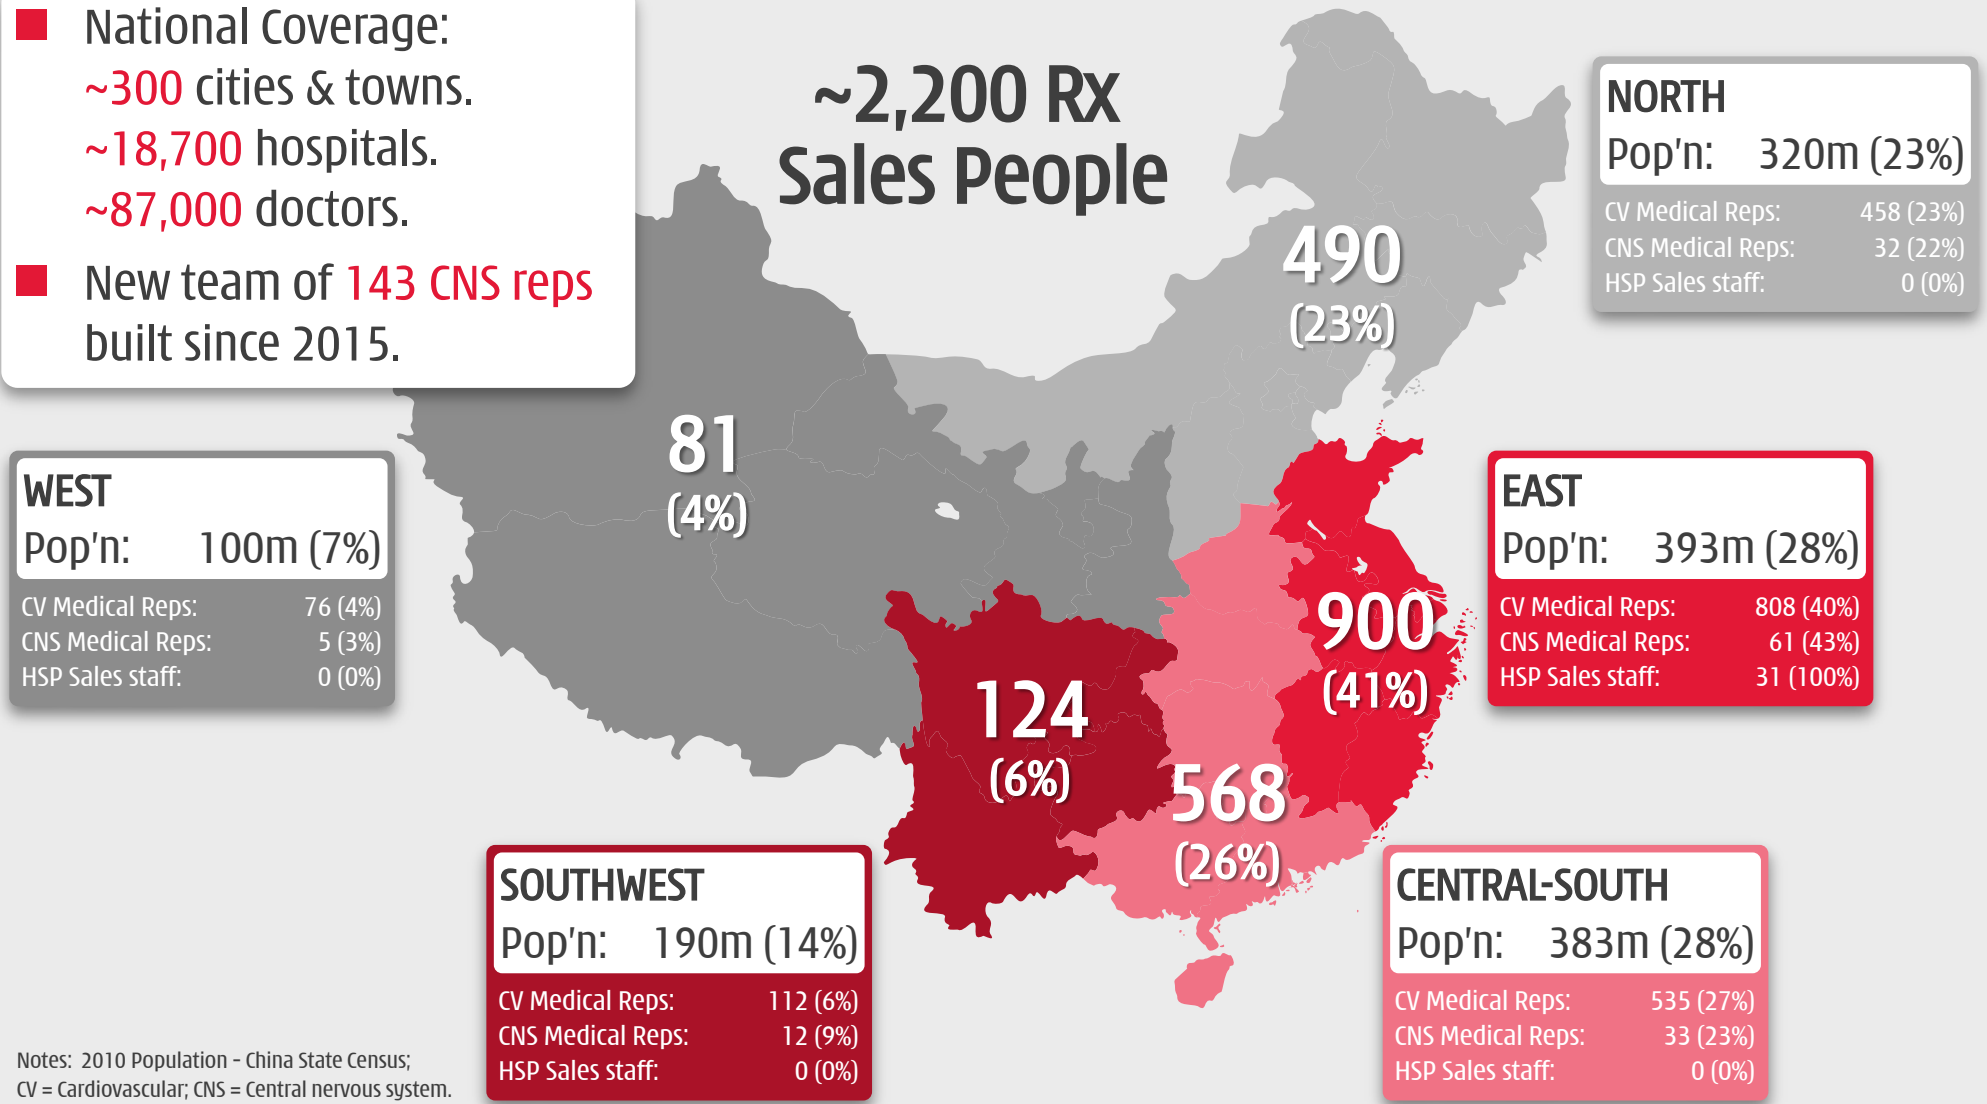 National Coverage:
~300 cities & towns.
~18,700 hospitals.
~87,000 doctors.
New team of 143 CNS reps
built since 2015.
~2,200 Rx
Sales People
NORTH
Pop'n: 320m (23%)
CV Medical Reps: 458 (23%)
CNS Medical Reps: 32 (22%)
HSP Sales staff: 0 (0%)
490
(23%)
81
(4%)
WEST
Pop'n: 100m (7%)
CV Medical Reps: 76 (4%)
CNS Medical Reps: 5 (3%)
HSP Sales staff: 0 (0%)
EAST
Pop'n: 393m (28%)
CV Medical Reps: 808 (40%)
CNS Medical Reps: 61 (43%)
HSP Sales staff: 31 (100%)
900
(41%)
124
(6%)
568
(26%)
SOUTHWEST
Pop'n: 190m (14%)
CV Medical Reps: 112 (6%)
CNS Medical Reps: 12 (9%)
HSP Sales staff: 0 (0%)
CENTRAL-SOUTH
Pop'n: 383m (28%)
CV Medical Reps: 535 (27%)
CNS Medical Reps: 33 (23%)
HSP Sales staff: 0 (0%)
Notes: 2010 Population - China State Census;
CV = Cardiovascular; CNS = Central nervous system.